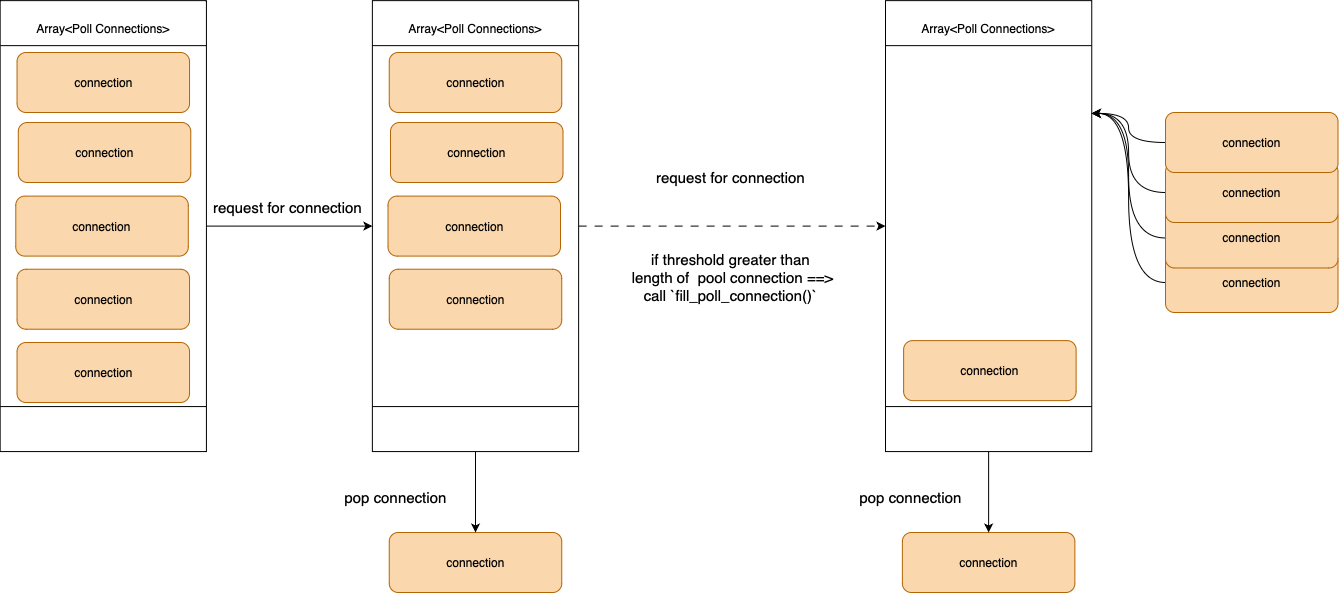 Array<Poll Connections>
connection
connection
connection
connection
connection
request for connection
Array<Poll Connections>
connection
connection
connection
connection
pop connection
connection
request for connection
if threshold greater than
length of  pool connection ==>
call `fill_poll_connection()`
Array<Poll Connections>
connection
pop connection
connection
connection
connection
connection
connection